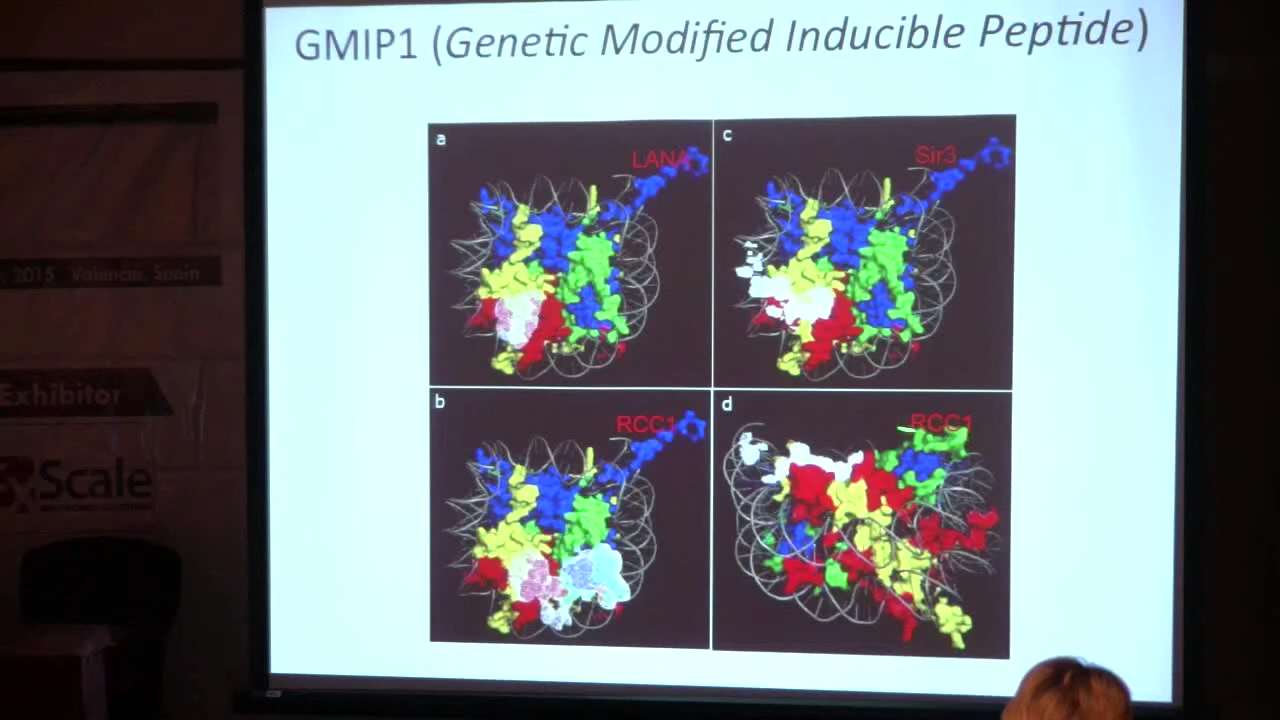 GMIP1 (Genetic Modified Inducible Peptide)
a
LANA
c
Sir3
b
RCC1
d
RCC1
2015 Valencia, Spain
Exhibitor
Scale